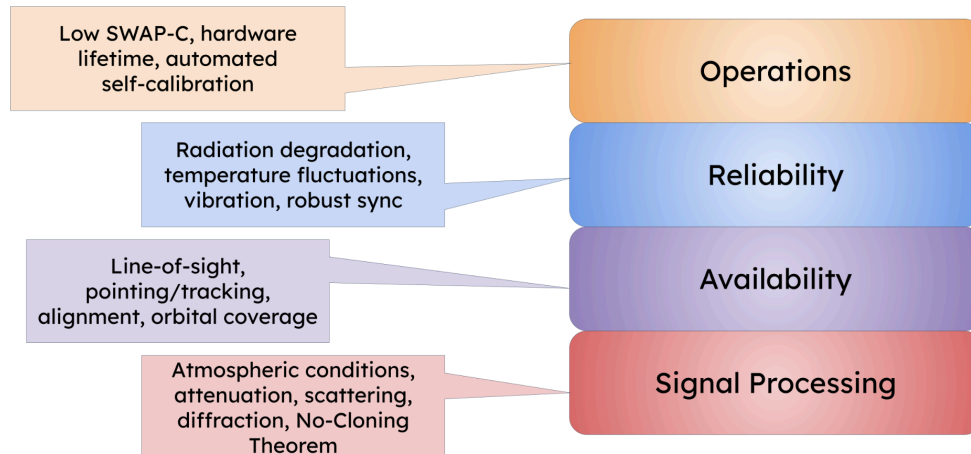 Low SWAP-C, hardware
lifetime, automated
self-calibration
Operations
Radiation degradation,
temperature fluctuations,
vibration, robust sync
Reliability
Line-of-sight,
pointing/tracking,
alignment, orbital coverage
Availability
Atmospheric conditions,
attenuation, scattering,
diffraction, No-Cloning
Theorem
Signal Processing